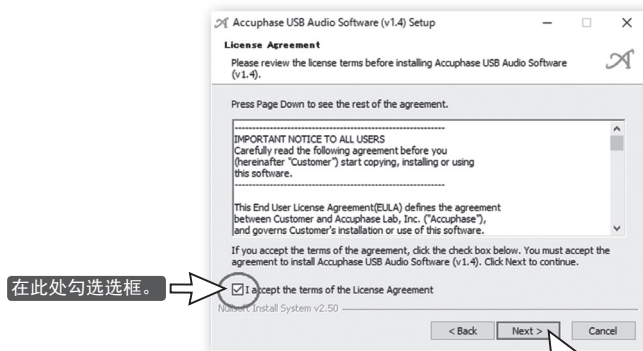 Accuphase USB Audio Software (v1.4) Setup
License Agreement
Please review the license terms before installing Accuphase USB Audio Software
(v1.4).
Press Page Down to see the rest of the agreement.
------------------------------------------------------------
IMPORTANT NOTICE TO ALL USERS
Carefully read the following agreement before you
(hereinafter "Customer") start copying, installing or using
this software.
------------------------------------------------------------
This End User License Agreement(EULA) defines the agreement
between Customer and Accuphase Lab, Inc. ("Accuphase"),
and governs Customer's installation or use of this software.
If you accept the terms of the agreement, click the check box below. You must accept the
agreement to install Accuphase USB Audio Software (v1.4). Click Next to continue.
在此处勾选选框。
I accept the terms of the License Agreement
Nullsoft Install System v2.50
< Back Next > Cancel